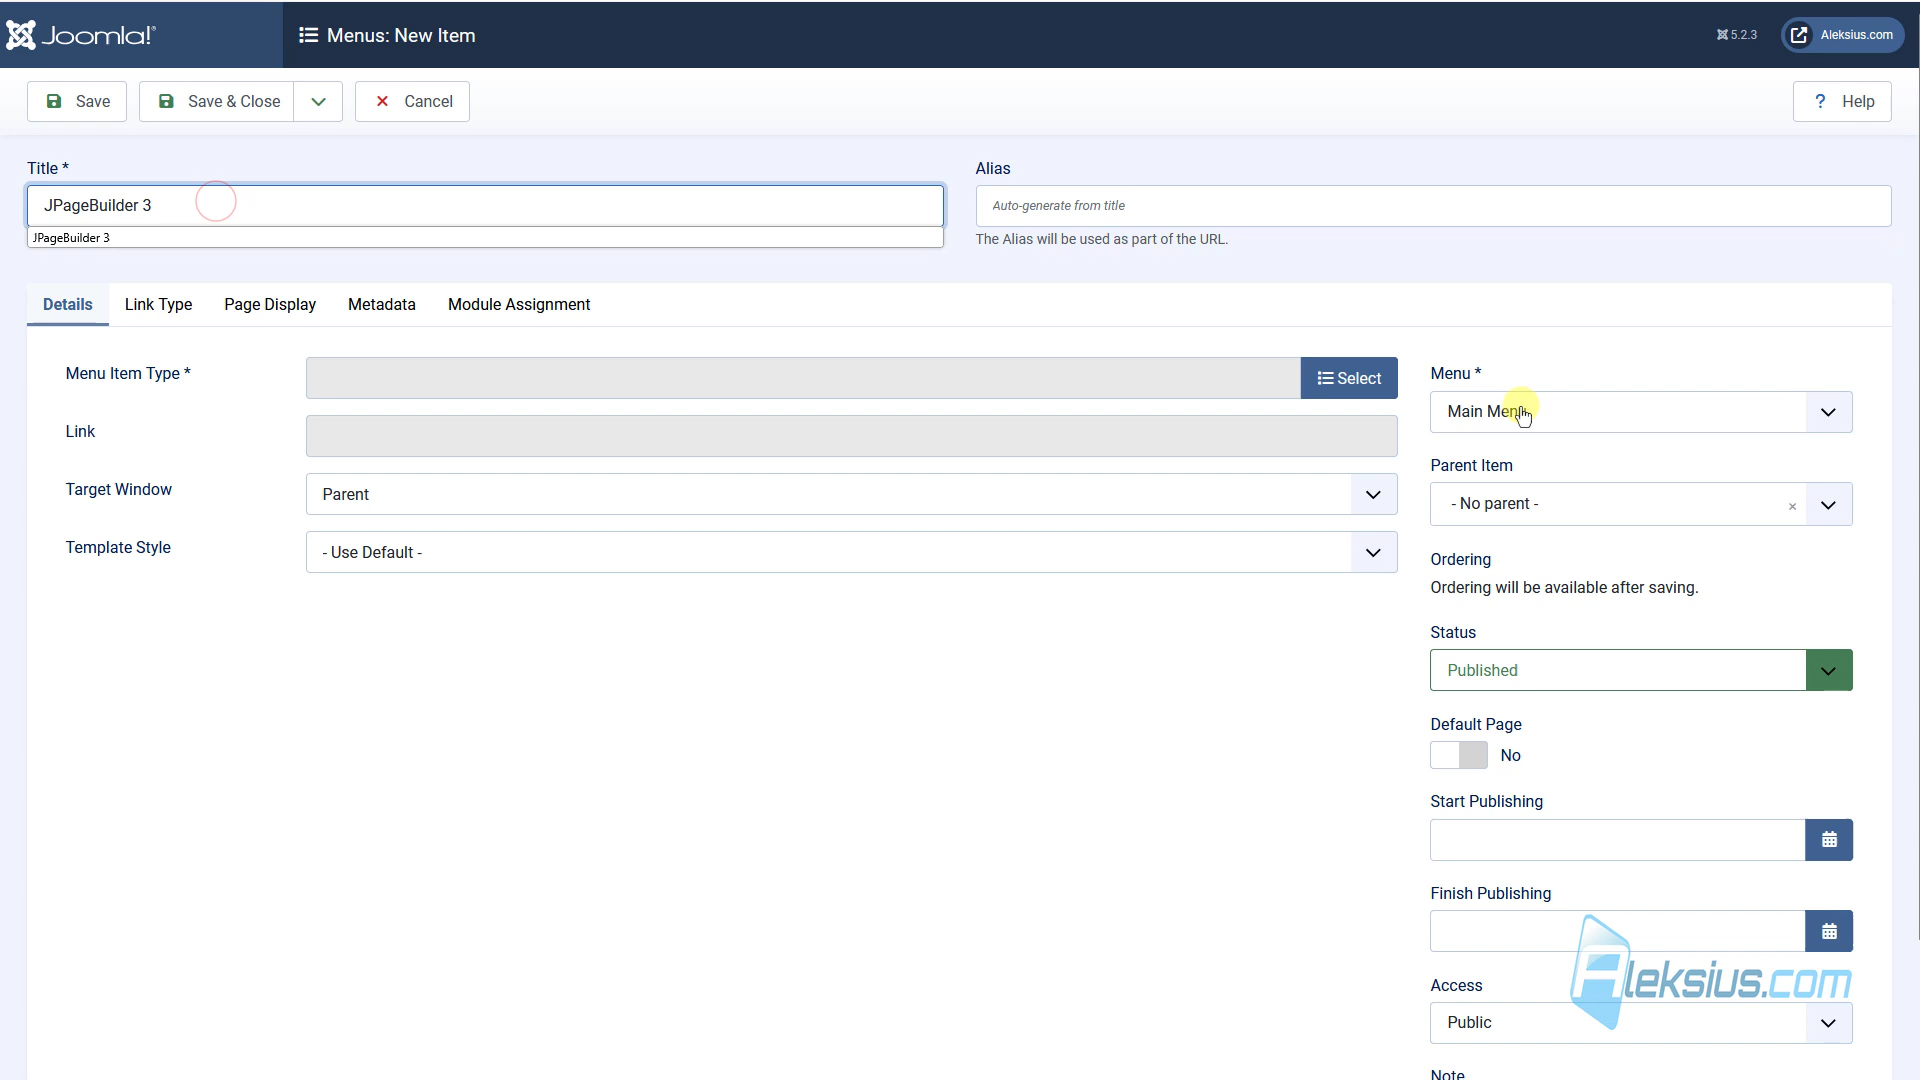 Joomla!®
Menus: New Item
5.2.3
Aleksius.com
Save
Save & Close
Cancel
? Help
Title *
JPageBuilder 3
JPageBuilder 3
Alias
Auto-generate from title
The Alias will be used as part of the URL.
Details
Link Type
Page Display
Metadata
Module Assignment
Menu Item Type *
Select
Link
Target Window
Parent
Template Style
- Use Default -
Menu *
Main Menu
Parent Item
- No parent -
Ordering
Ordering will be available after saving.
Status
Published
Default Page
No
Start Publishing
Finish Publishing
Aleksius.com
Access
Public
Note